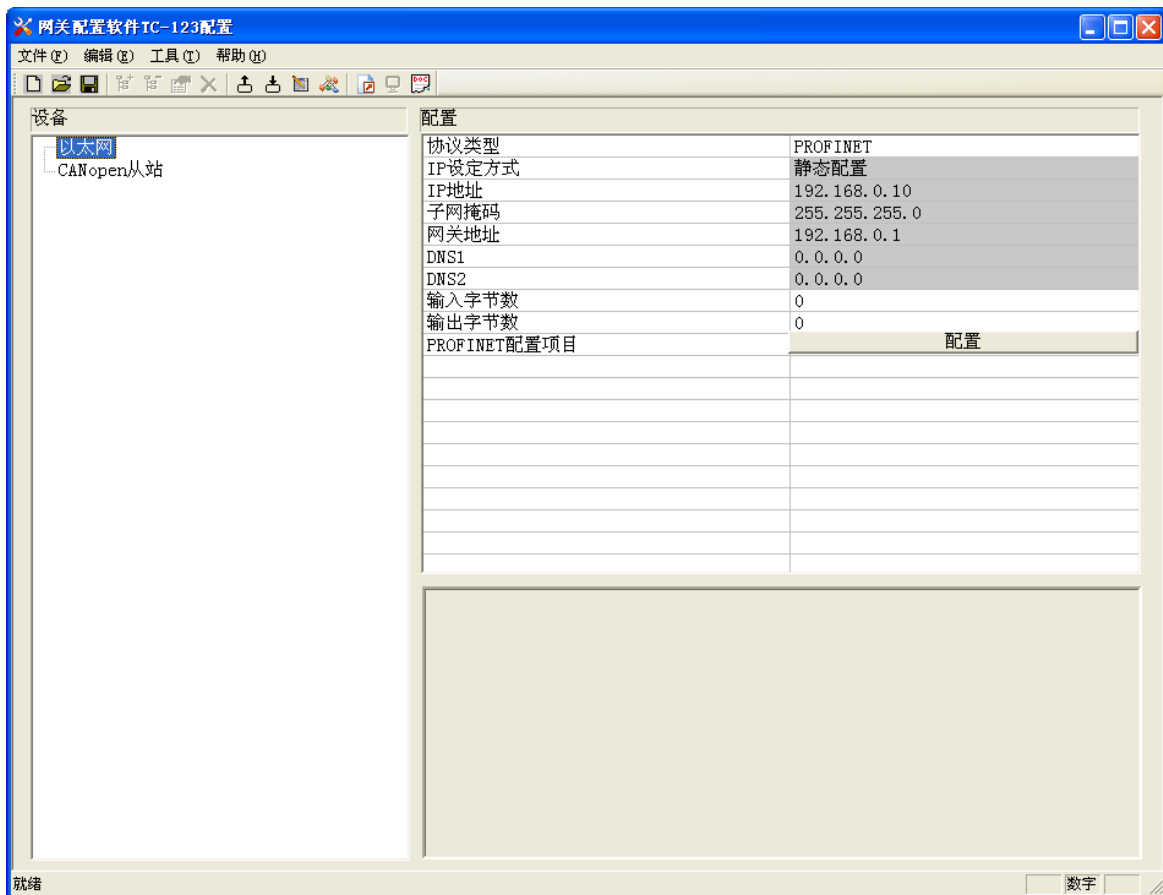 网关配置软件TC-123配置
文件(F) 编辑(E) 工具(T) 帮助(H)
设备
以太网
CANopen从站
配置
协议类型 PROFINET
IP设定方式 静态配置
IP地址 192.168.0.10
子网掩码 255.255.255.0
网关地址 192.168.0.1
DNS1 0.0.0.0
DNS2 0.0.0.0
输入字节数 0
输出字节数 0
PROFINET配置项目 配置
就绪 数字